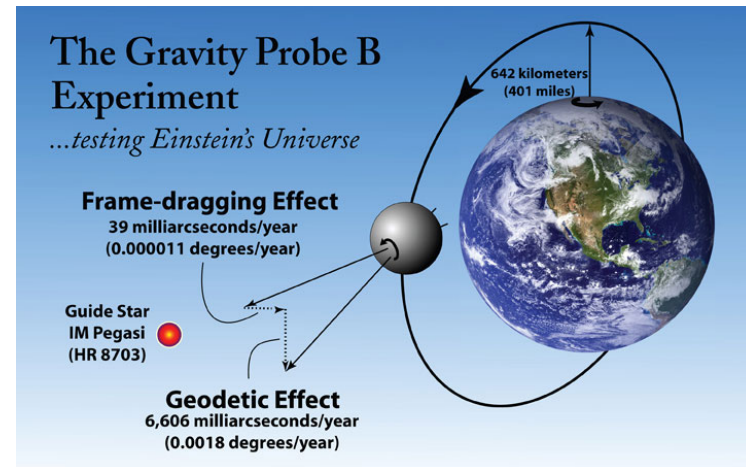 The Gravity Probe B
Experiment
...testing Einstein's Universe
642 kilometers
(401 miles)
Frame-dragging Effect
39 milliarcseconds/year
(0.000011 degrees/year)
Guide Star
IM Pegasi
(HR 8703)
Geodetic Effect
6,606 milliarcseconds/year
(0.0018 degrees/year)